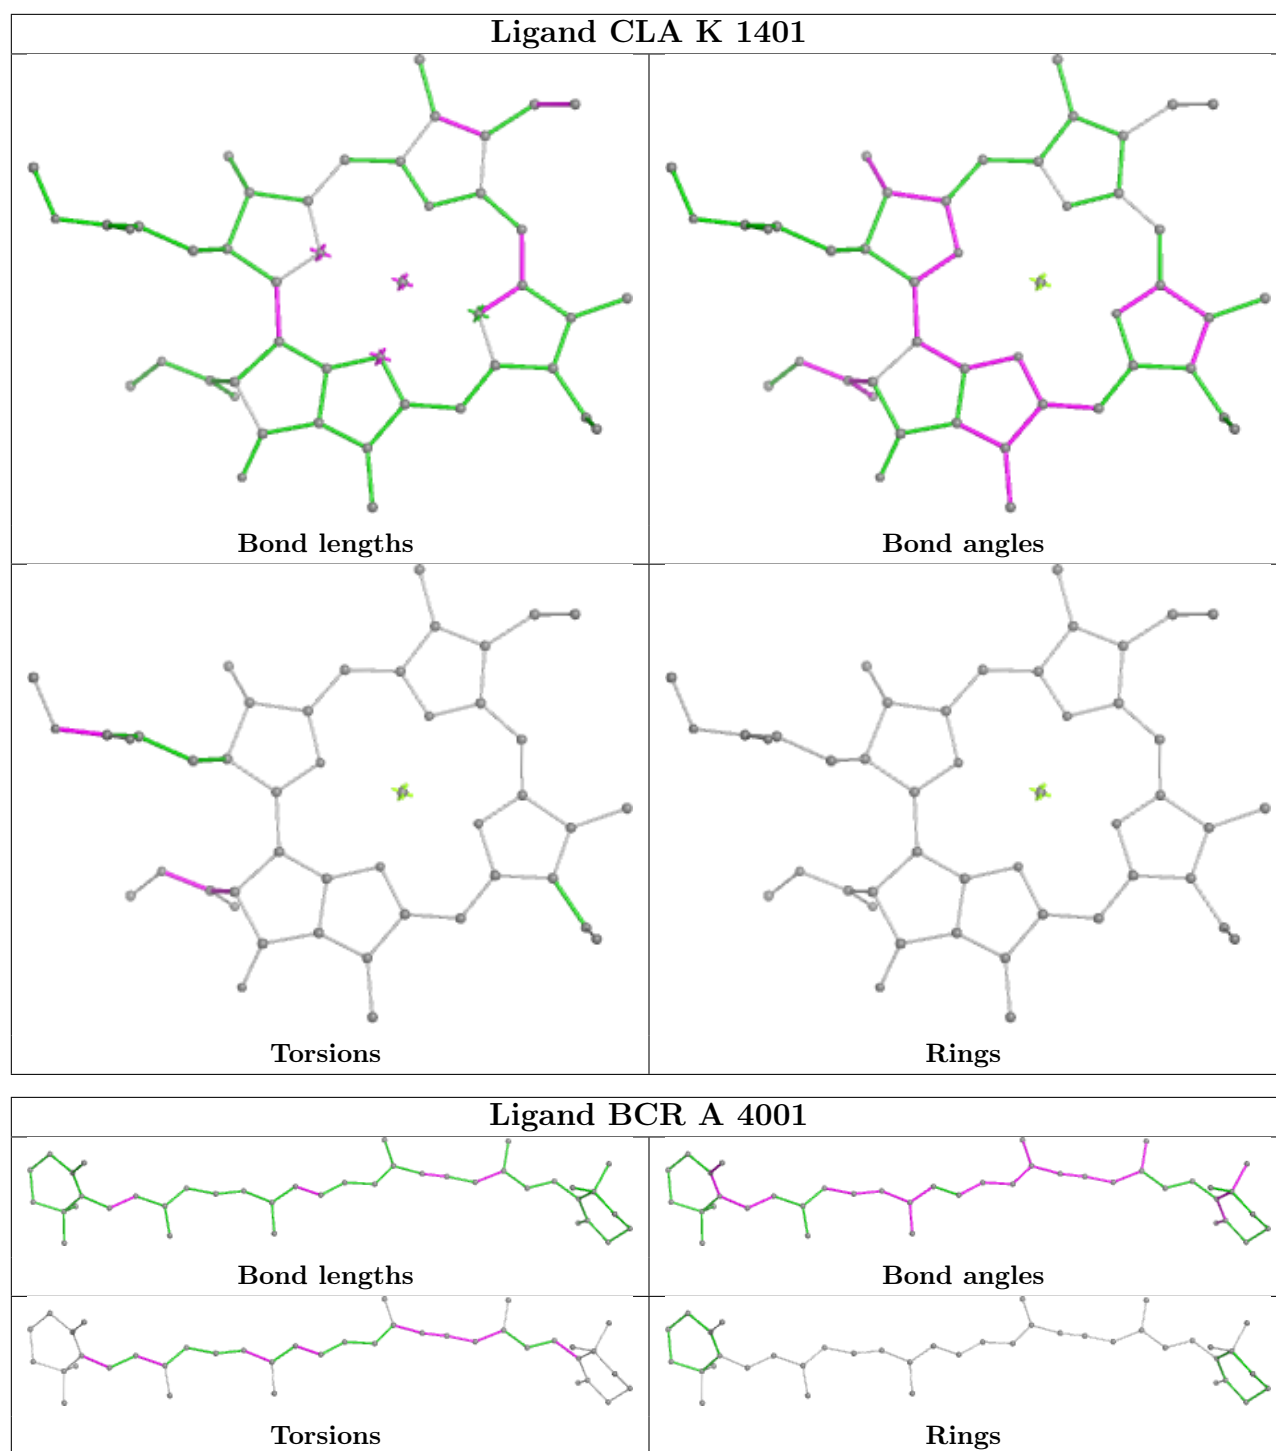 Ligand CLA K 1401
Bond lengths
Bond angles
Torsions
Rings
Ligand BCR A 4001
Bond lengths
Bond angles
Torsions
Rings